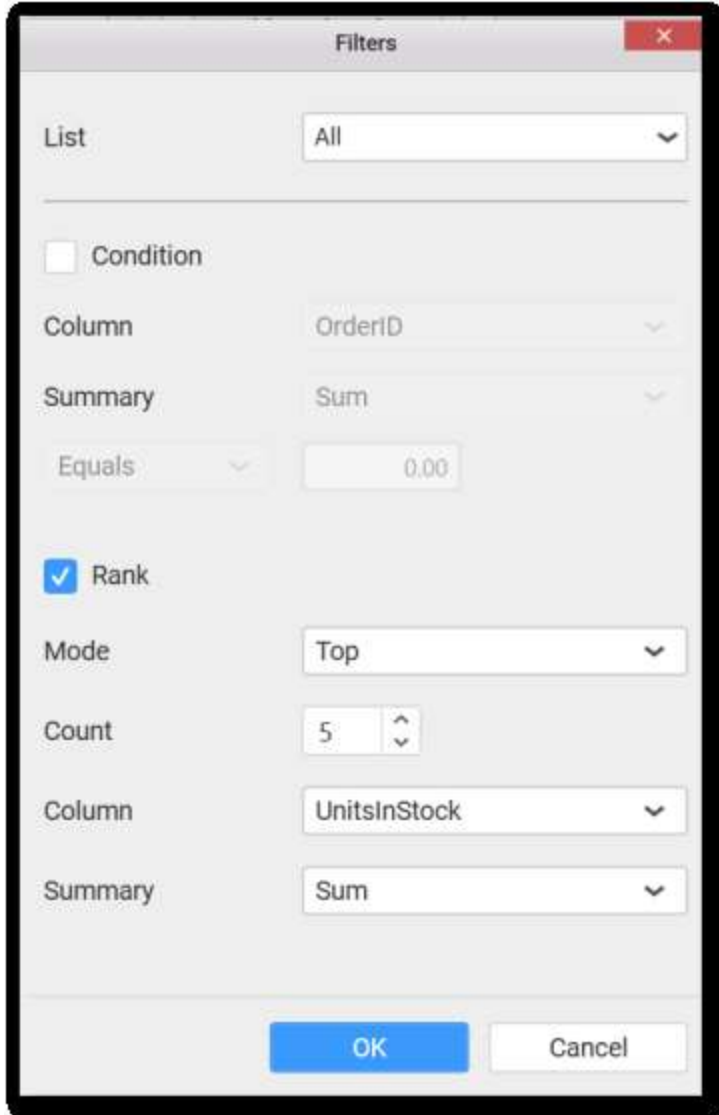 Filters
List All
Condition
Column OrderID
Summary Sum
Equals 0.00
Rank
Mode Top
Count 5
Column UnitsInStock
Summary Sum
OK Cancel